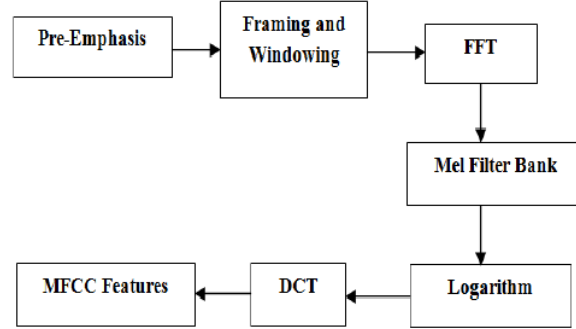 Pre-Emphasis
Framing and
Windowing
FFT
Mel Filter Bank
Logarithm
DCT
MFCC Features